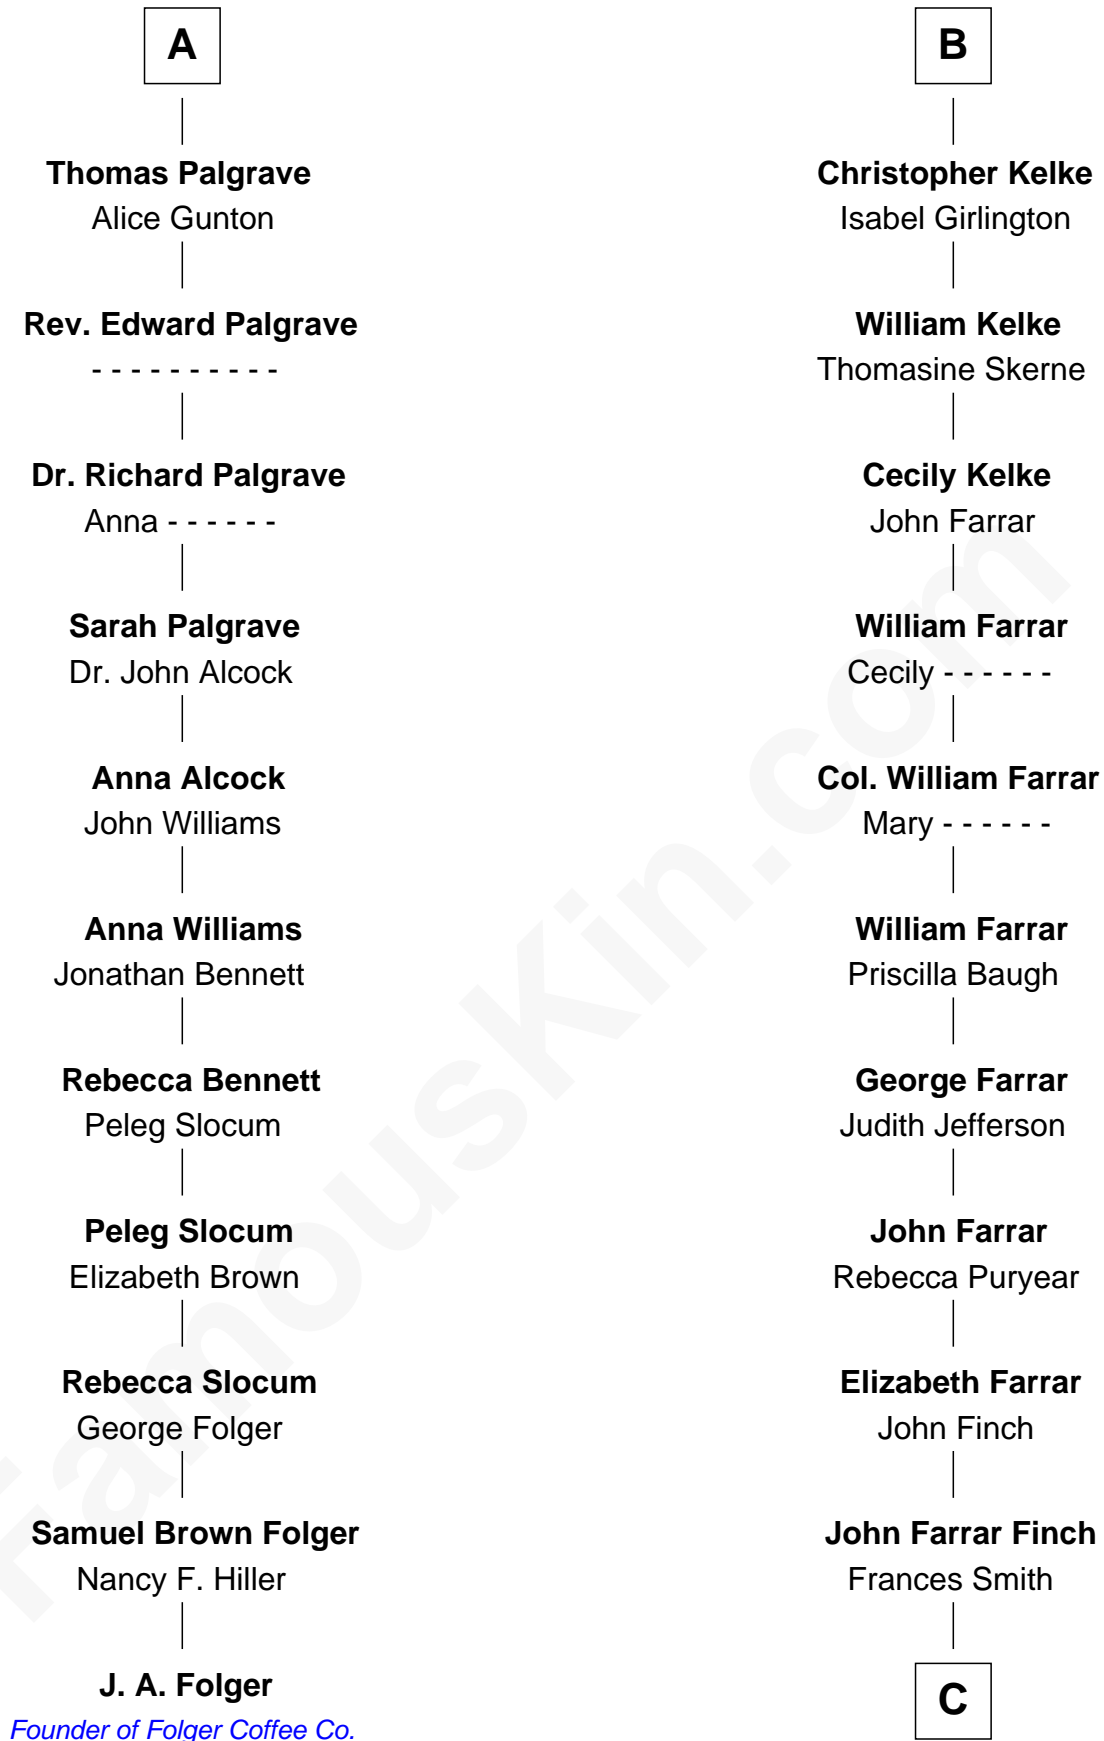 A
Thomas Palgrave
Alice Gunton
Rev. Edward Palgrave
- - - - - - - - - -
Dr. Richard Palgrave
Anna - - - - - -
Sarah Palgrave
Dr. John Alcock
Anna Alcock
John Williams
Anna Williams
Jonathan Bennett
Rebecca Bennett
Peleg Slocum
Peleg Slocum
Elizabeth Brown
Rebecca Slocum
George Folger
Samuel Brown Folger
Nancy F. Hiller
J. A. Folger
Founder of Folger Coffee Co.
B
Christopher Kelke
Isabel Girlington
William Kelke
Thomasine Skerne
Cecily Kelke
John Farrar
William Farrar
Cecily - - - - - -
Col. William Farrar
Mary - - - - - -
William Farrar
Priscilla Baugh
George Farrar
Judith Jefferson
John Farrar
Rebecca Puryear
Elizabeth Farrar
John Finch
John Farrar Finch
Frances Smith
C
FamousKin.com